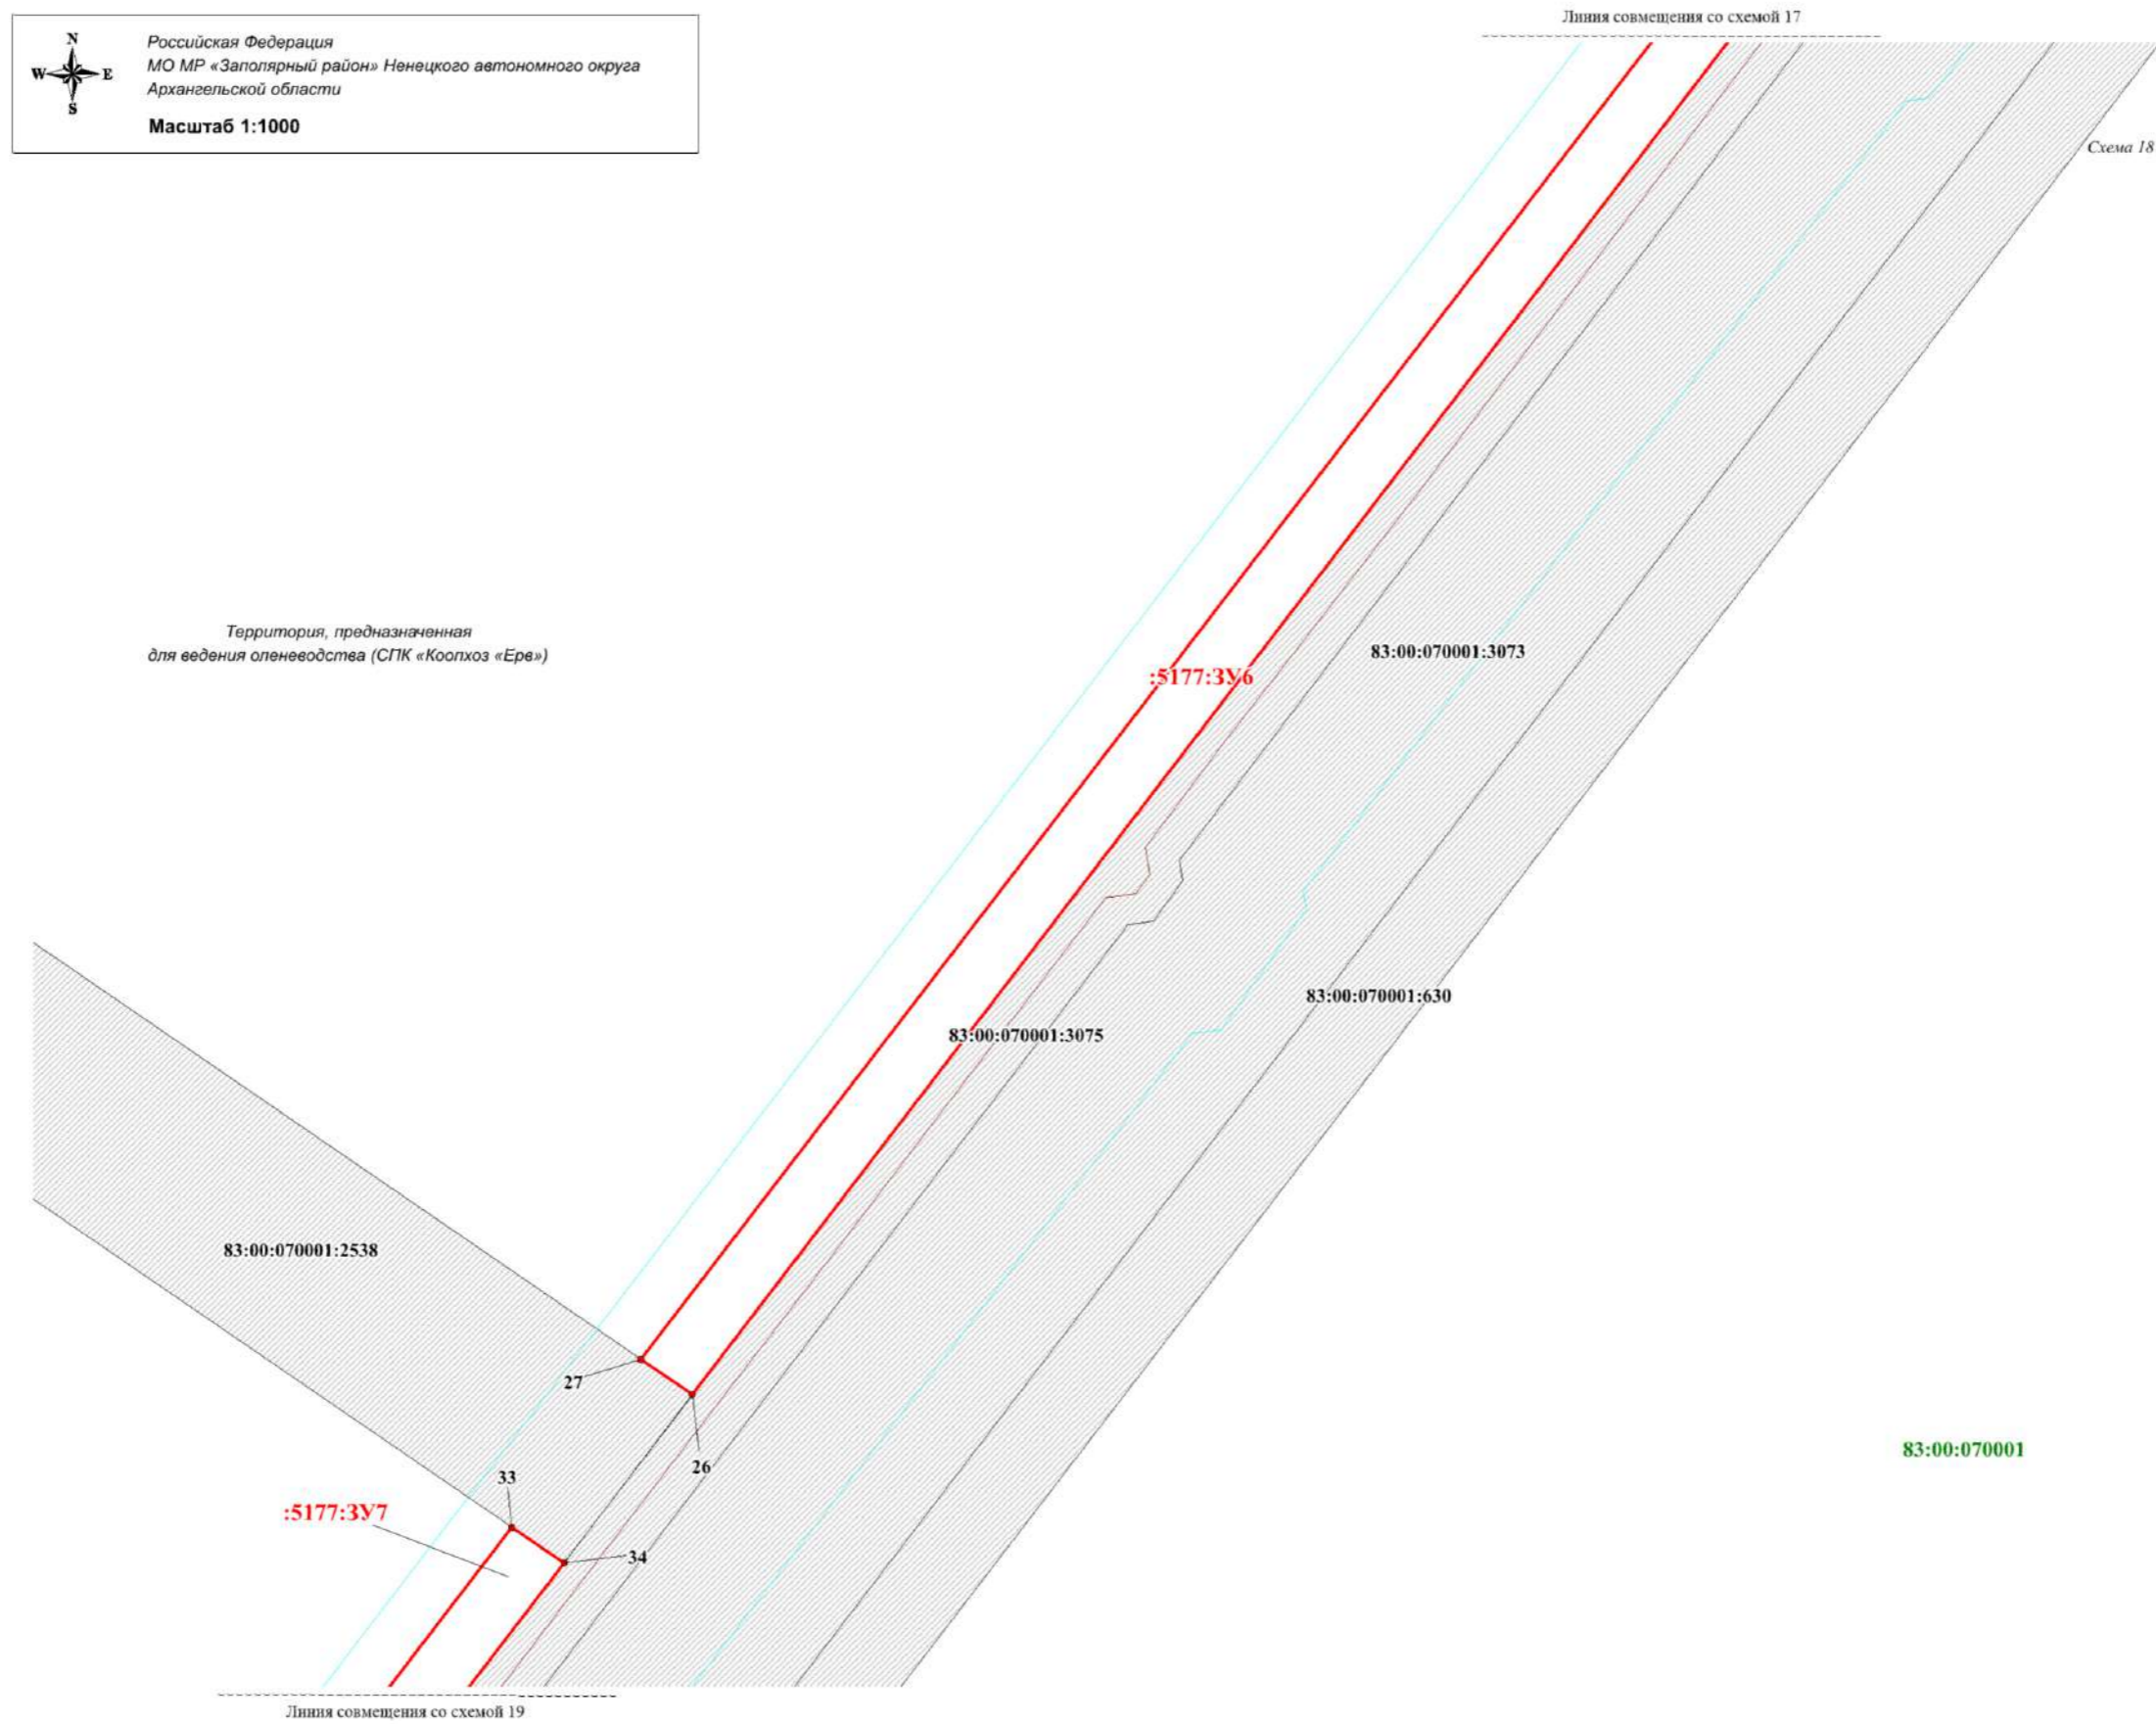 Линия совмещения со схемой 17
N
W E
S
Российская Федерация
МО МР «Заполярный район» Ненецкого автономного округа
Архангельской области
Масштаб 1:1000
Схема 18
Территория, предназначенная
для ведения оленеводства (СПК «Коопхоз «Ерв»)
83:00:070001:3073
:5177:ЗУ6
83:00:070001:630
83:00:070001:3075
83:00:070001:2538
27
26
83:00:070001
33
:5177:ЗУ7
34
Линия совмещения со схемой 19